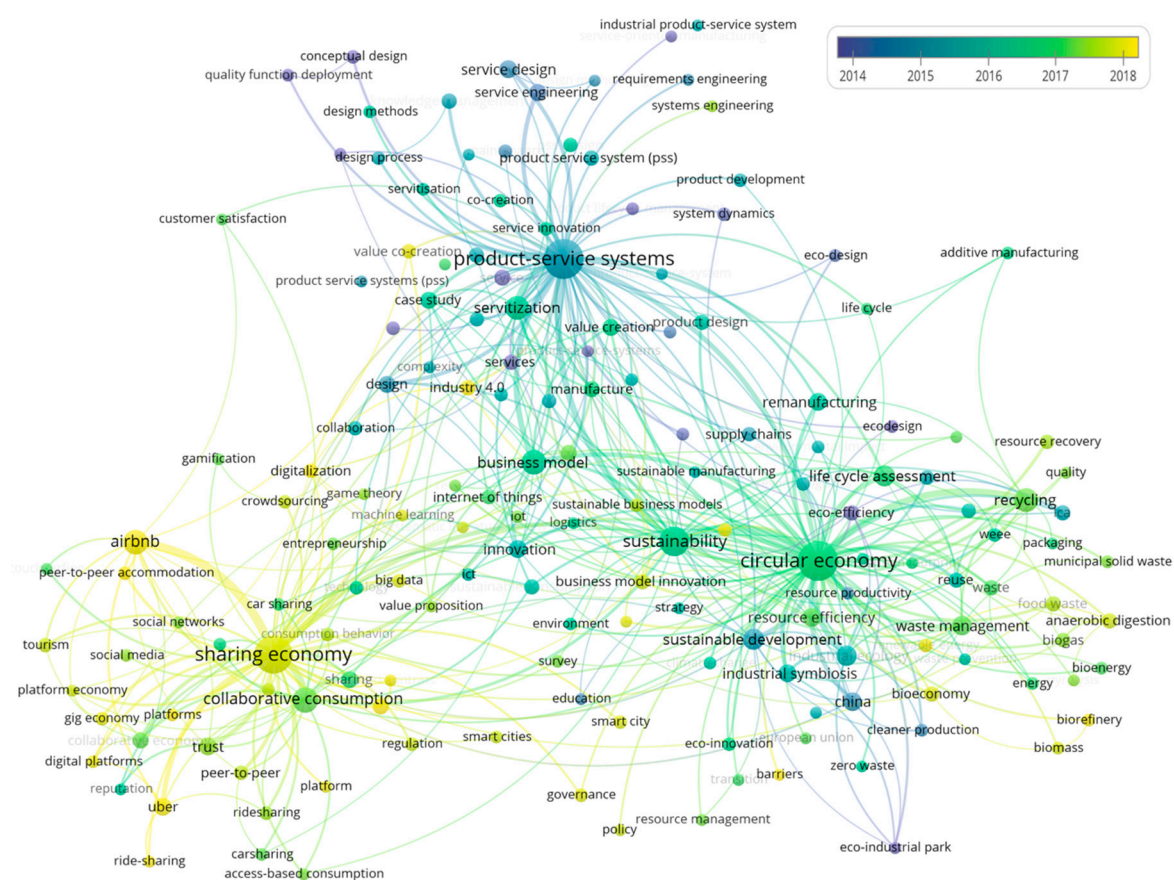 industrial product-service system
2014 2015 2016 2017 2018
conceptual design
quality function deployment
service design
service engineering
requirements engineering
systems engineering
design methods
design process
product service system (pss)
servitisation
co-creation
product development
customer satisfaction
service innovation
system dynamics
value co-creation
product-service systems
eco-design
additive manufacturing
product service systems (pss)
case study
servitization
life cycle
value creation
product design
product-service-systems
complexity
services
design
industry 4.0
manufacture
remanufacturing
collaboration
supply chains
ecodesign
resource recovery
gamification
digitalization
business model
sustainable manufacturing
life cycle assessment
quality
crowdsourcing
game theory
internet of things
sustainable business models
recycling
machine learning
iot
logistics
eco-efficiency
lca
entrepreneurship
airbnb
innovation
sustainability
circular economy
weee
packaging
municipal solid waste
peer-to-peer accommodation
technology
big data
ict
business model innovation
resource productivity
reuse
waste
car sharing
value proposition
strategy
food waste
social networks
consumption behavior
environment
resource efficiency
waste management
anaerobic digestion
tourism
social media
sharing economy
survey
sustainable development
industrial ecology
biogas
sharing
industrial symbiosis
bioenergy
energy
platform economy
collaborative consumption
education
china
bioeconomy
gig economy
platforms
smart city
cleaner production
biorefinery
collaborative economy
trust
regulation
smart cities
eco-innovation
european union
biomass
digital platforms
peer-to-peer
transition
barriers
zero waste
reputation
platform
uber
ridesharing
governance
policy
resource management
ride-sharing
carsharing
access-based consumption
eco-industrial park